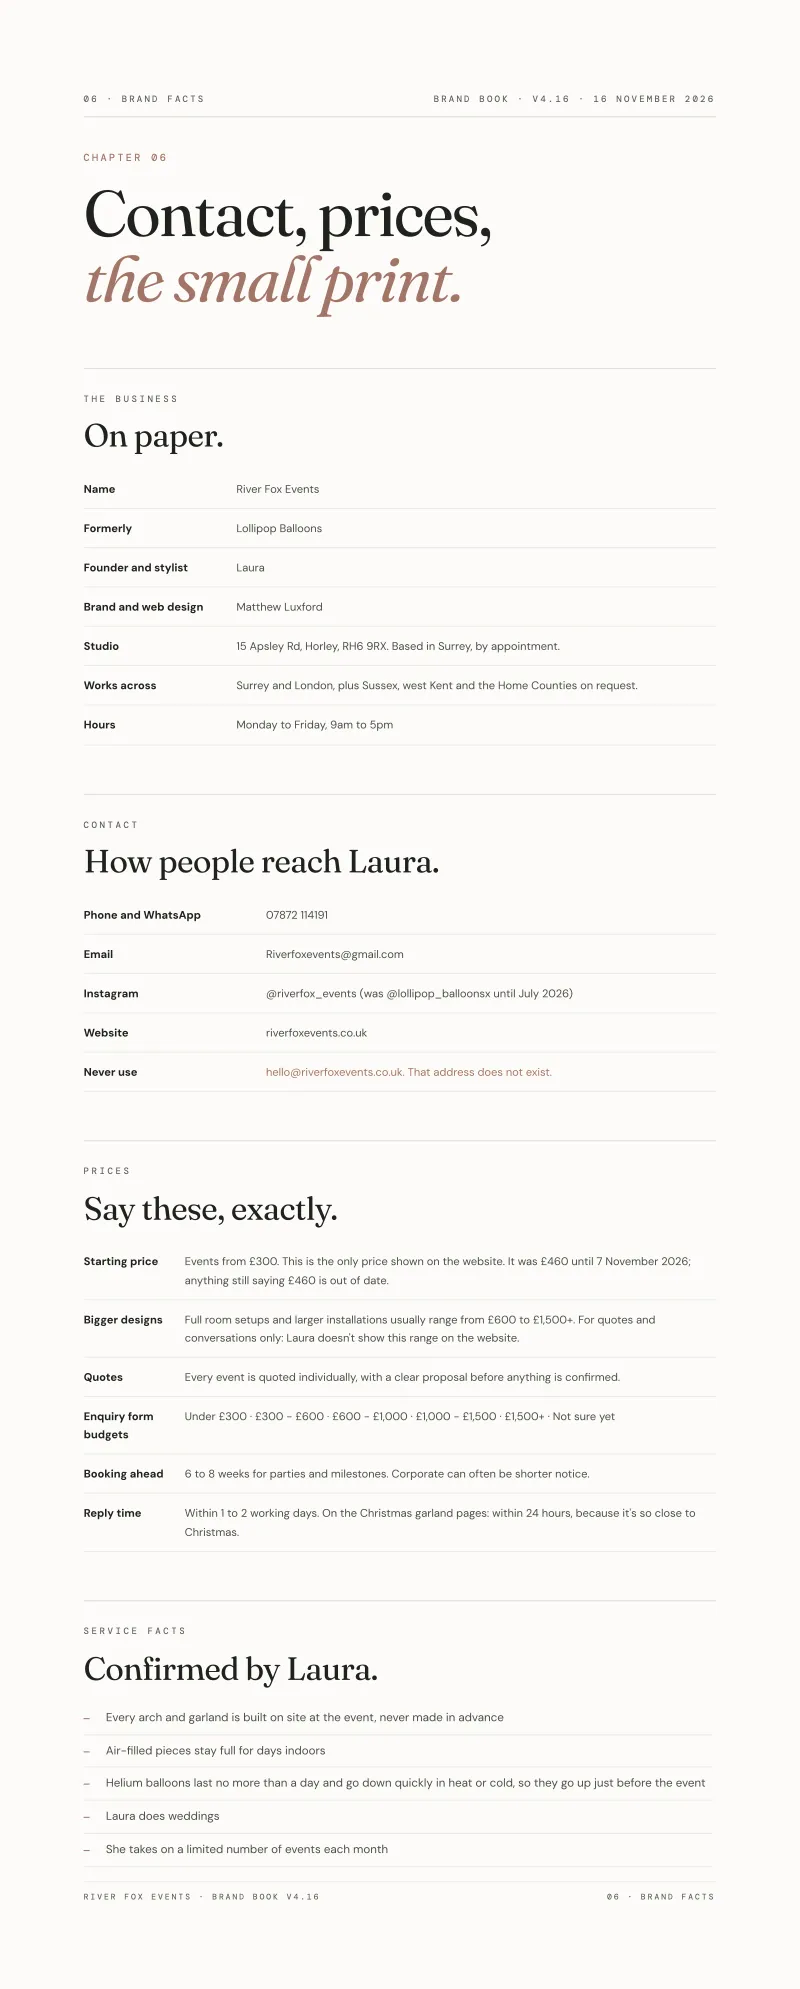 06 · BRAND FACTS
BRAND BOOK · V4.16 · 16 NOVEMBER 2026
CHAPTER 06
Contact, prices,
the small print.
THE BUSINESS
On paper.
Name River Fox Events
Formerly Lollipop Balloons
Founder and stylist Laura
Brand and web design Matthew Luxford
Studio 15 Apsley Rd, Horley, RH6 9RX. Based in Surrey, by appointment.
Works across Surrey and London, plus Sussex, west Kent and the Home Counties on request.
Hours Monday to Friday, 9am to 5pm
CONTACT
How people reach Laura.
Phone and WhatsApp 07872 114191
Email Riverfoxevents@gmail.com
Instagram @riverfox_events (was @lollipop_balloonsx until July 2026)
Website riverfoxevents.co.uk
Never use hello@riverfoxevents.co.uk. That address does not exist.
PRICES
Say these, exactly.
Starting price Events from £300. This is the only price shown on the website. It was £460 until 7 November 2026;
anything still saying £460 is out of date.
Bigger designs Full room setups and larger installations usually range from £600 to £1,500+. For quotes and
conversations only: Laura doesn't show this range on the website.
Quotes Every event is quoted individually, with a clear proposal before anything is confirmed.
Enquiry form Under £300 · £300 – £600 · £600 – £1,000 · £1,000 – £1,500 · £1,500+ · Not sure yet
budgets
Booking ahead 6 to 8 weeks for parties and milestones. Corporate can often be shorter notice.
Reply time Within 1 to 2 working days. On the Christmas garland pages: within 24 hours, because it's so close to
Christmas.
SERVICE FACTS
Confirmed by Laura.
– Every arch and garland is built on site at the event, never made in advance
– Air-filled pieces stay full for days indoors
– Helium balloons last no more than a day and go down quickly in heat or cold, so they go up just before the event
– Laura does weddings
– She takes on a limited number of events each month
RIVER FOX EVENTS · BRAND BOOK V4.16
06 · BRAND FACTS